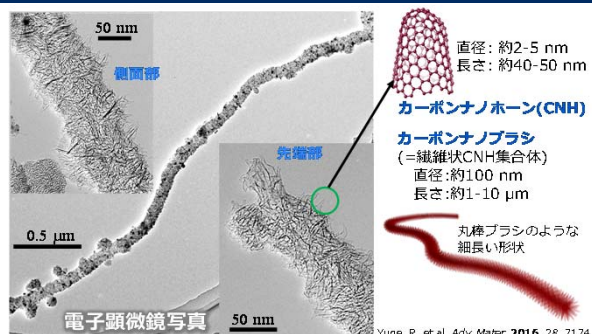 50 nm
側面部
先端部
0.5 μm
電子顕微鏡写真
50 nm
直径：約2-5 nm
長さ：約40-50 nm
カーボンナノホーン(CNH)
カーボンナノブラシ
(=繊維状CNH集合体)
直径：約100 nm
長さ：約1-10 μm
丸棒ブラシのような
細長い形状
R. et al. Adv. Mater. 2016, 28, 7174